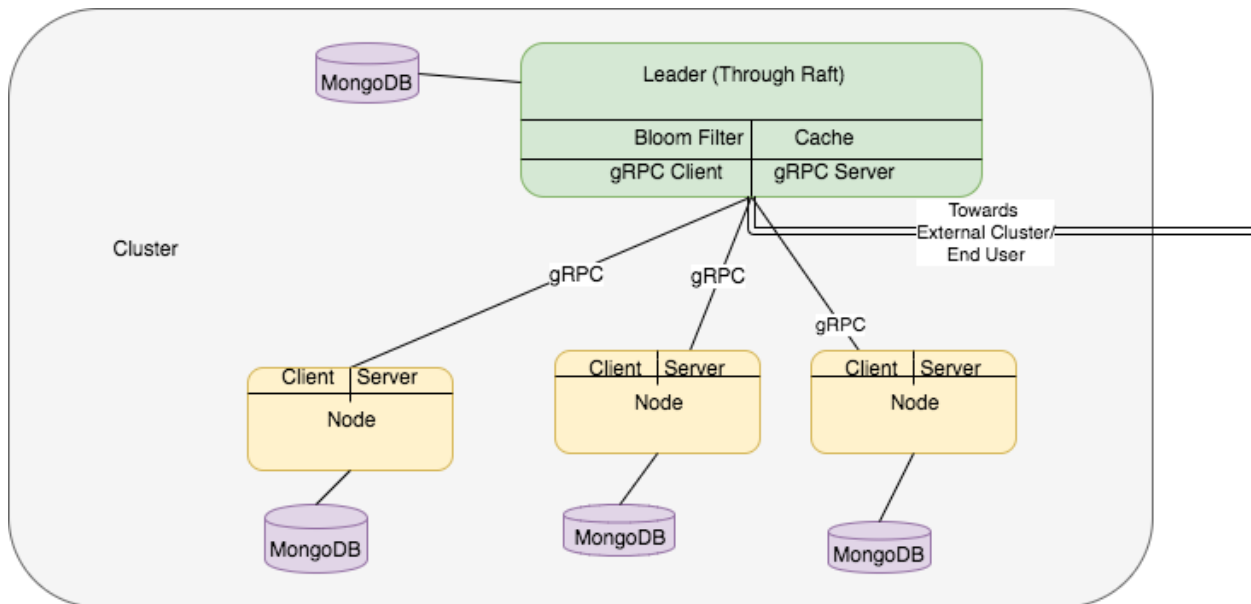 MongoDB
Leader (Through Raft)
Bloom Filter
Cache
gRPC Client
gRPC Server
Towards
External Cluster/
End User
Cluster
gRPC
gRPC
gRPC
Client
Server
Node
Client
Server
Node
Client
Server
Node
MongoDB
MongoDB
MongoDB